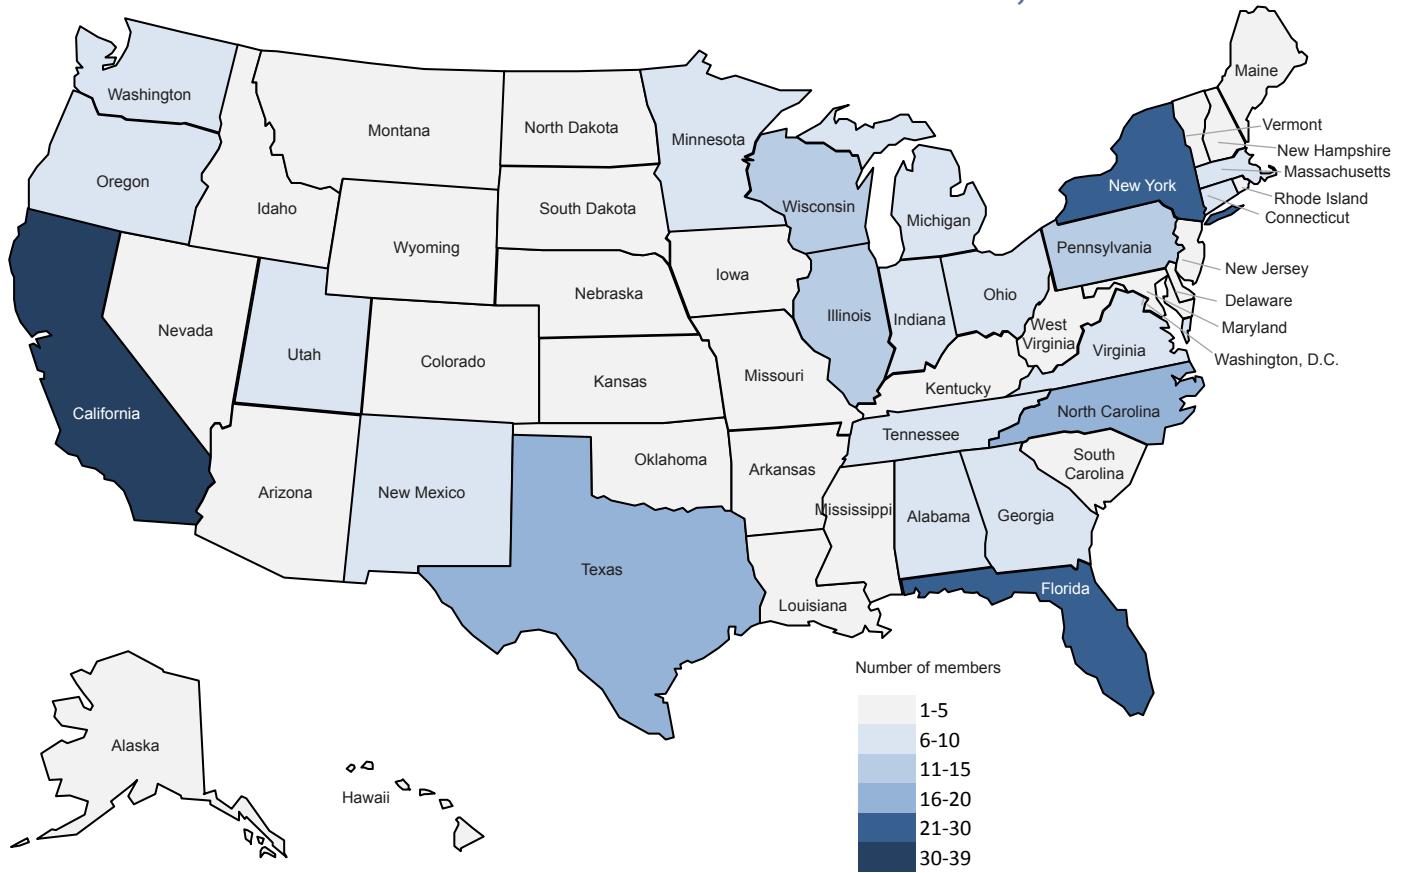 Maine
Washington
Montana
North Dakota
Minnesota
Vermont
New Hampshire
Massachusetts
Oregon
New York
Rhode Island
Connecticut
Idaho
South Dakota
Wisconsin
Michigan
Wyoming
Pennsylvania
New Jersey
Iowa
Nebraska
Ohio
Delaware
Nevada
Illinois
Indiana
West
Virginia
Maryland
Utah
Colorado
Virginia
Washington, D.C.
Kansas
Missouri
Kentucky
California
North Carolina
Tennessee
Oklahoma
Arkansas
South
Carolina
Arizona
New Mexico
Mississippi
Alabama
Georgia
Texas
Louisiana
Florida
Alaska
Hawaii
Number of members
1-5
6-10
11-15
16-20
21-30
30-39